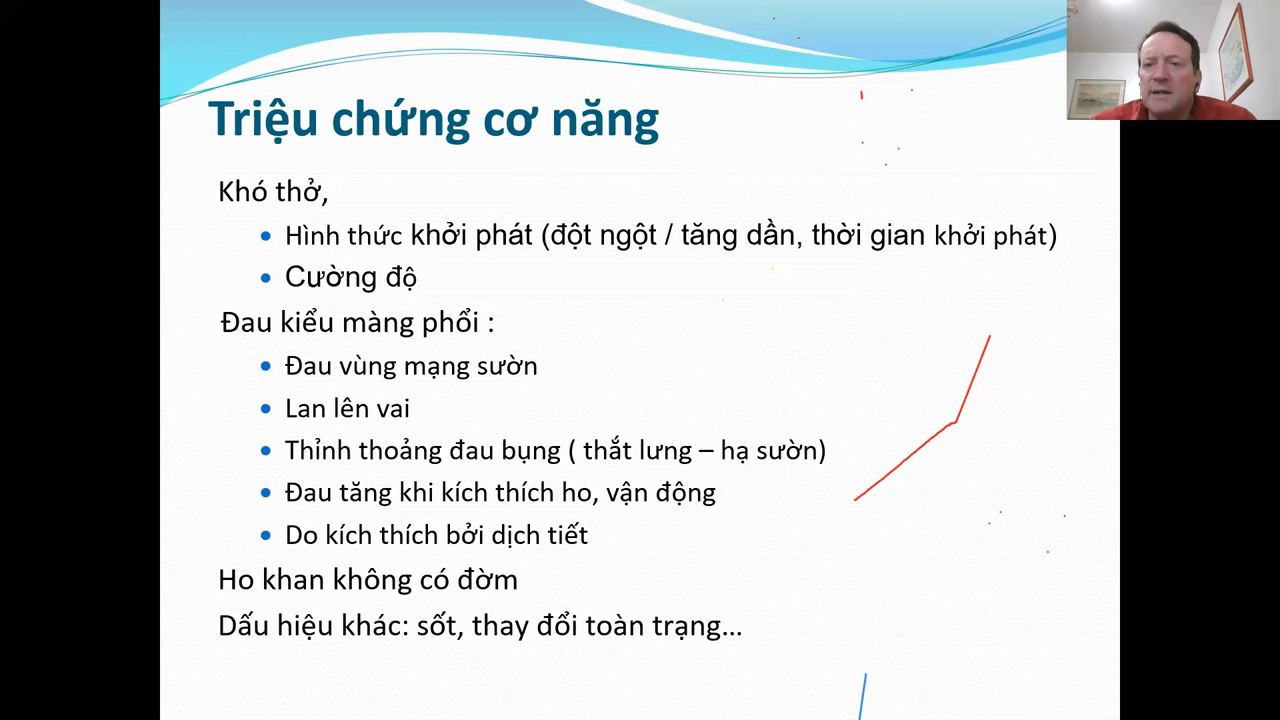 Triệu chứng cơ năng
Khó thở,
• Hình thức khởi phát (đột ngột / tăng dần, thời gian khởi phát)
• Cường độ
Đau kiểu màng phổi :
• Đau vùng mạng sườn
• Lan lên vai
• Thỉnh thoảng đau bụng ( thắt lưng – hạ sườn)
• Đau tăng khi kích thích ho, vận động
• Do kích thích bởi dịch tiết
Ho khan không có đờm
Dấu hiệu khác: sốt, thay đổi toàn trạng…